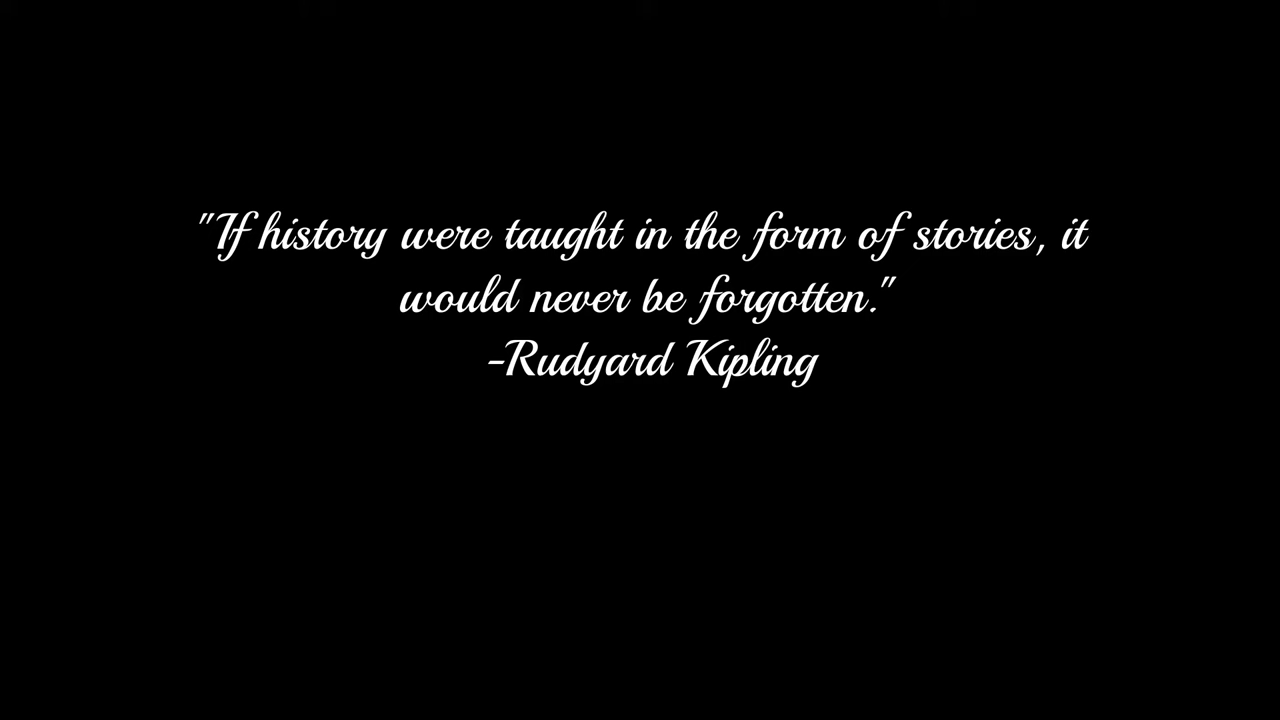 "If history were taught in the form of stories, it
would never be forgotten."
-Rudyard Kipling